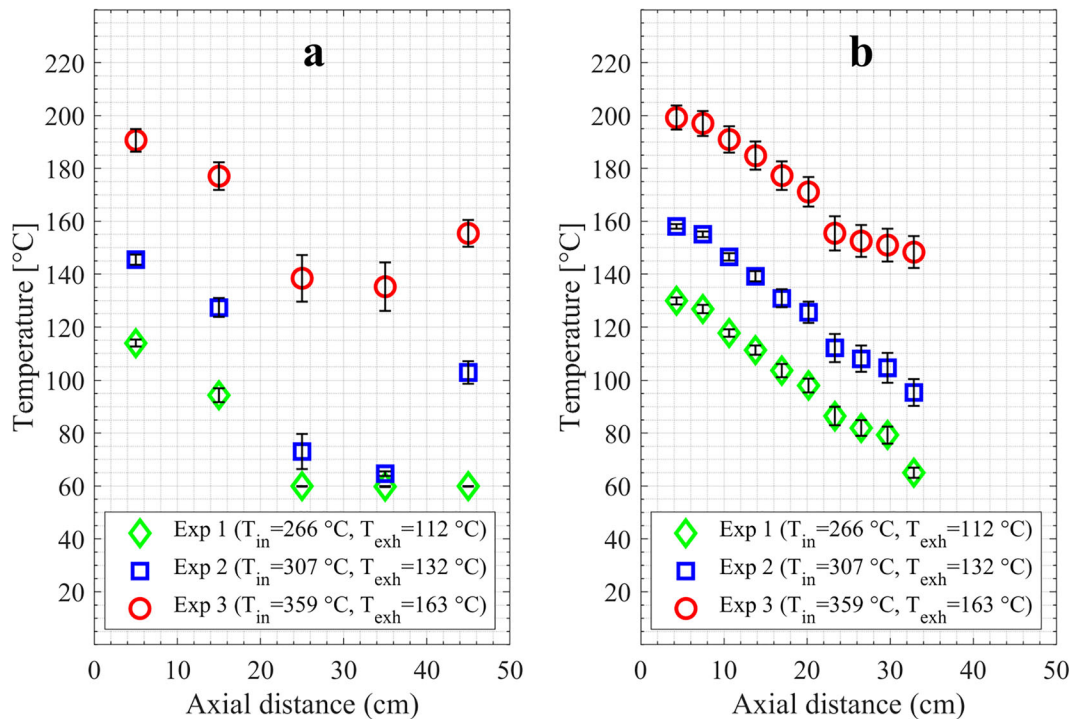 a
220
200
180
160
140
120
100
80
60
40
20
Temperature [°C]
Exp 1 (T_in=266 °C, T_exh=112 °C)
Exp 2 (T_in=307 °C, T_exh=132 °C)
Exp 3 (T_in=359 °C, T_exh=163 °C)
0 10 20 30 40 50
Axial distance (cm)
b
220
200
180
160
140
120
100
80
60
40
20
Temperature [°C]
Exp 1 (T_in=266 °C, T_exh=112 °C)
Exp 2 (T_in=307 °C, T_exh=132 °C)
Exp 3 (T_in=359 °C, T_exh=163 °C)
0 10 20 30 40 50
Axial distance (cm)